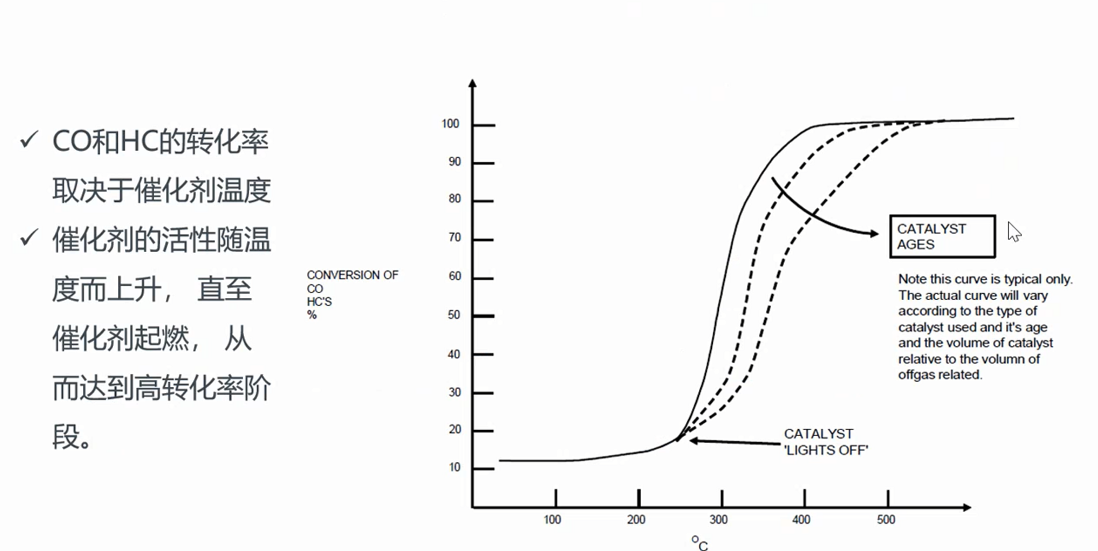 ✓ CO和HC的转化率
取决于催化剂温度
✓ 催化剂的活性随温
度而上升， 直至
催化剂起燃， 从
而达到高转化率阶
段。
CONVERSION OF
CO
HC'S
%
100
90
80
70
60
50
40
30
20
10
100 200 300 400 500
°C
CATALYST
AGES
Note this curve is typical only.
The actual curve will vary
according to the type of
catalyst used and it's age
and the volume of catalyst
relative to the volumn of
offgas related.
CATALYST
'LIGHTS OFF'